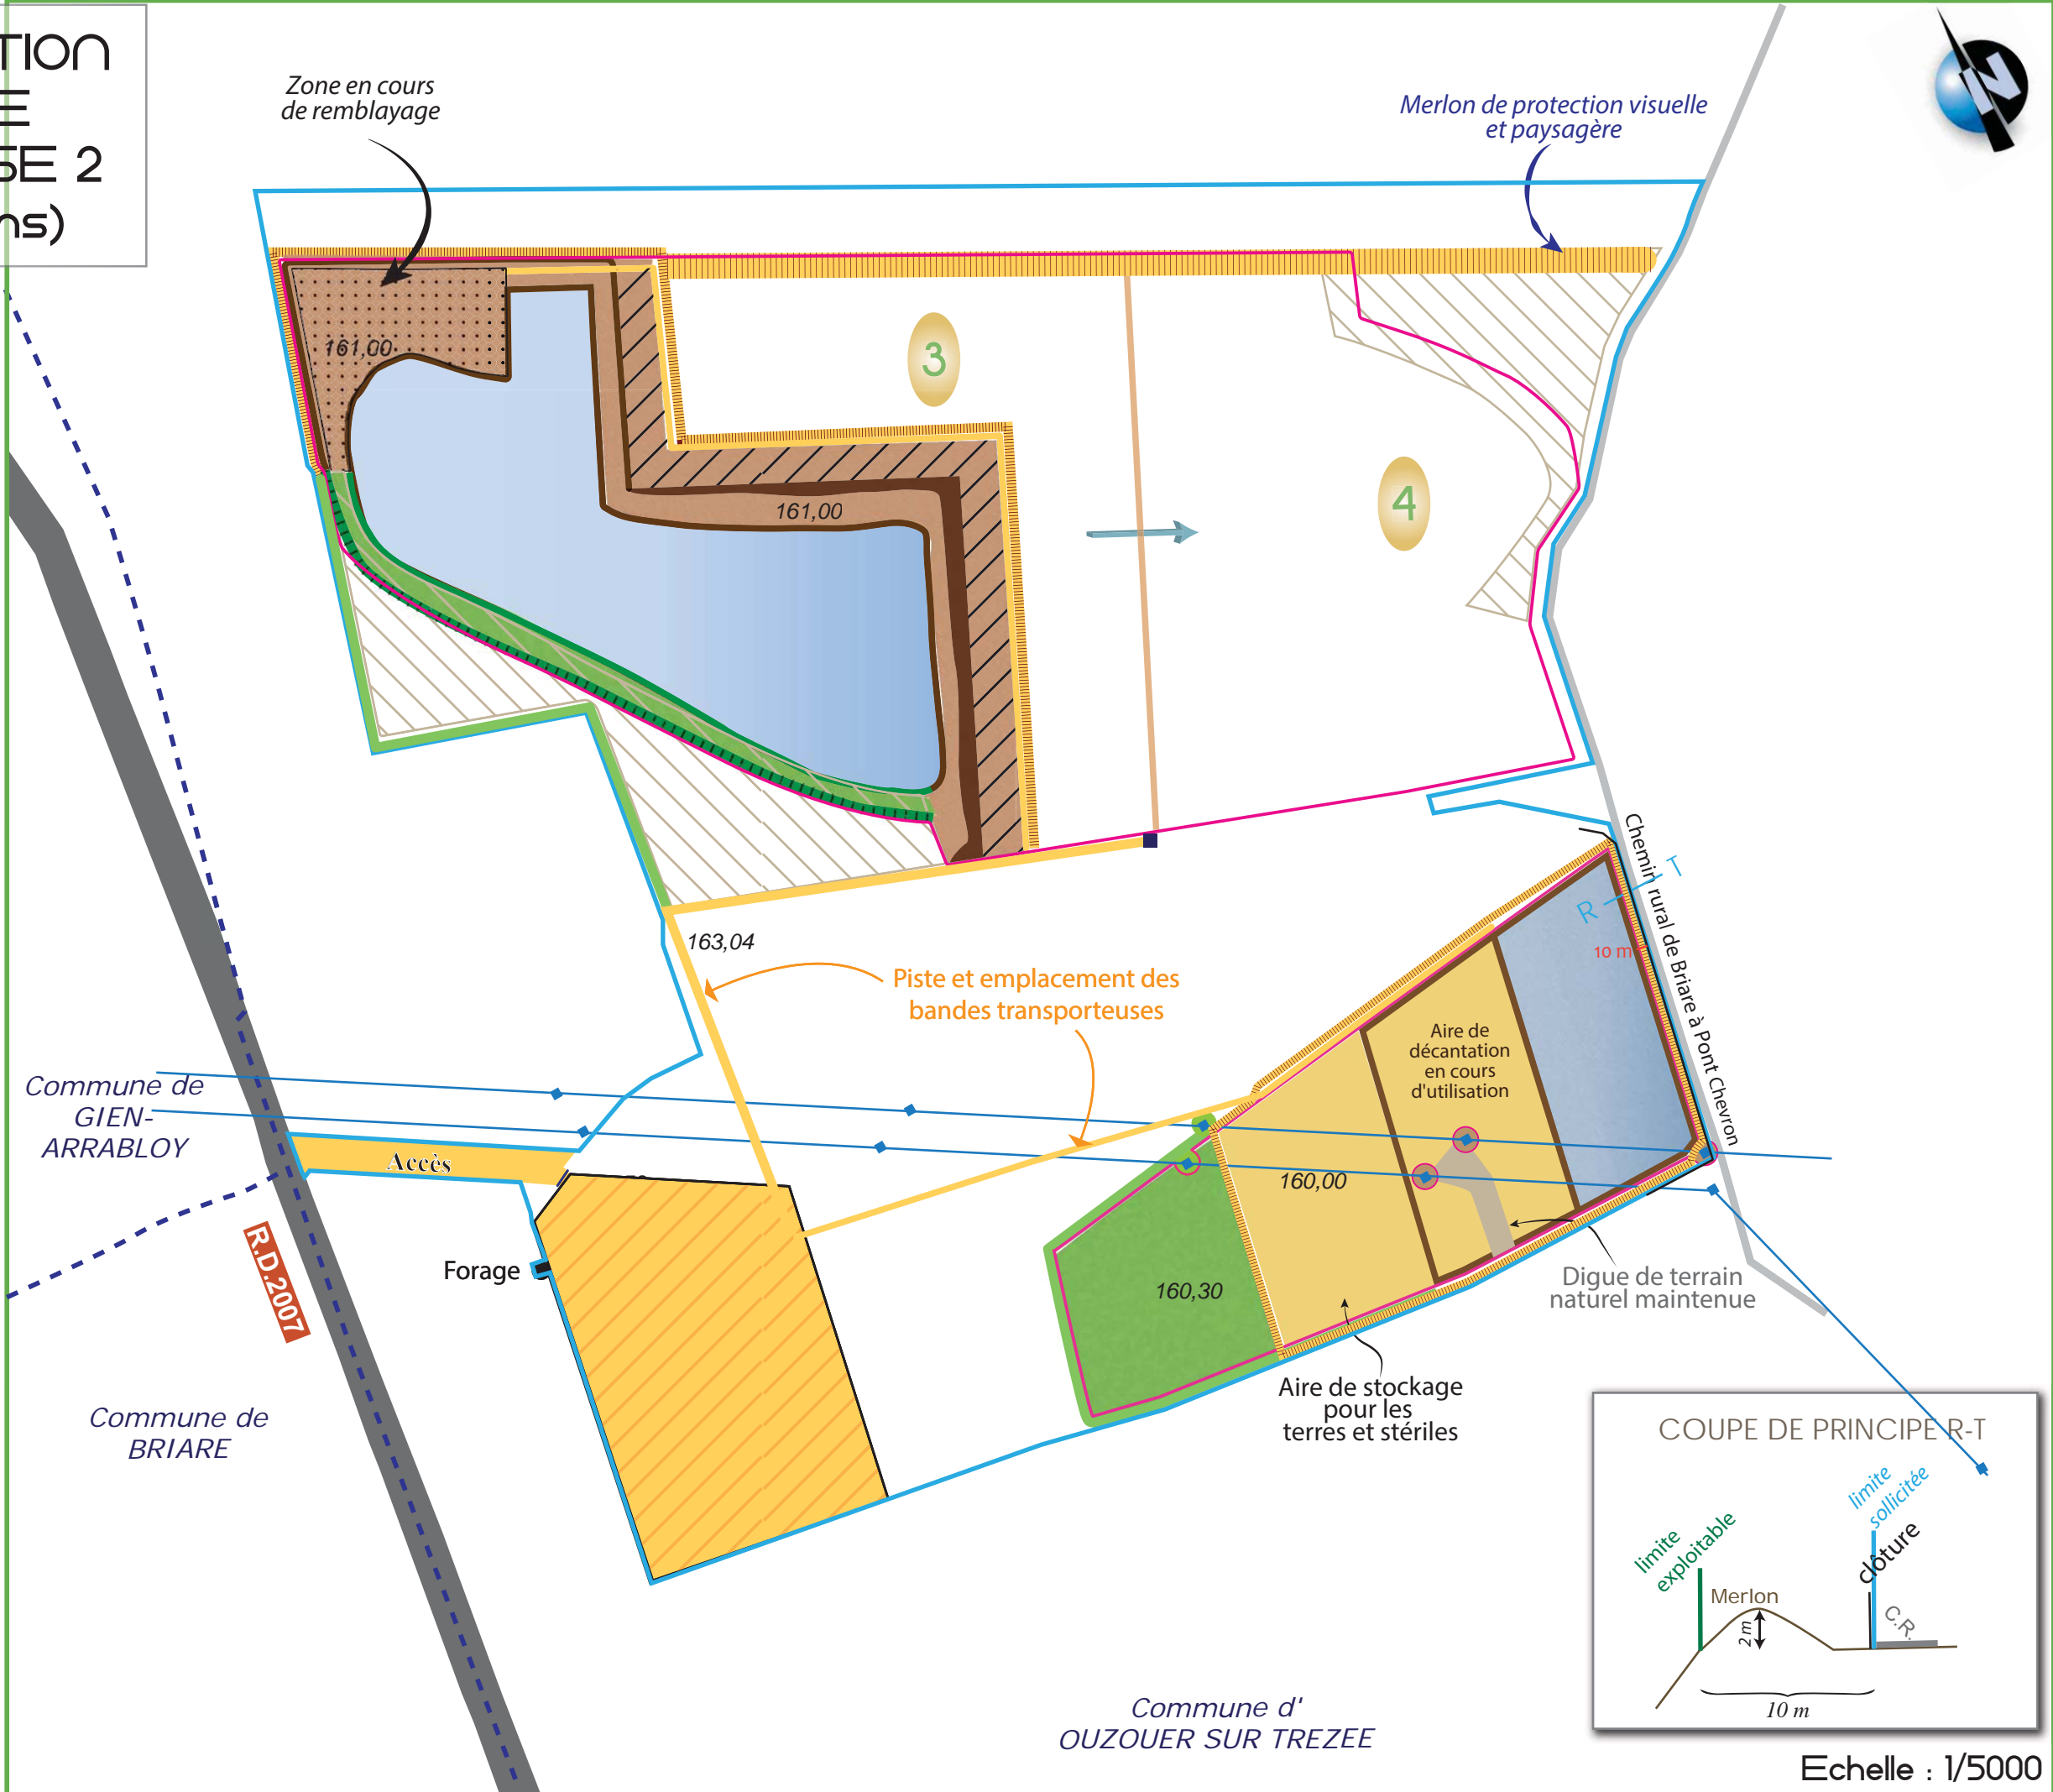 TION
E
SE 2
ns)
Zone en cours
de remblayage
Merlon de protection visuelle
et paysagère
N
161,00
3
161,00
4
163,04
Piste et emplacement des
bandes transporteuses
Chemin rural de Briare à Pont Chevron
R
T
10 m
Aire de
décantation
en cours
d'utilisation
Commune de
GIEN-
ARRABLOY
Accès
160,00
Forage
160,30
R.D.2007
Digue de terrain
naturel maintenue
Aire de stockage
pour les
terres et stériles
Commune de
BRIARE
COUPE DE PRINCIPE R-T
limite
sollicitée
limite
exploitable
clôture
Merlon
2 m
C.R.
10 m
Commune d'
OUZOUER SUR TREZEE
Echelle : 1/5000